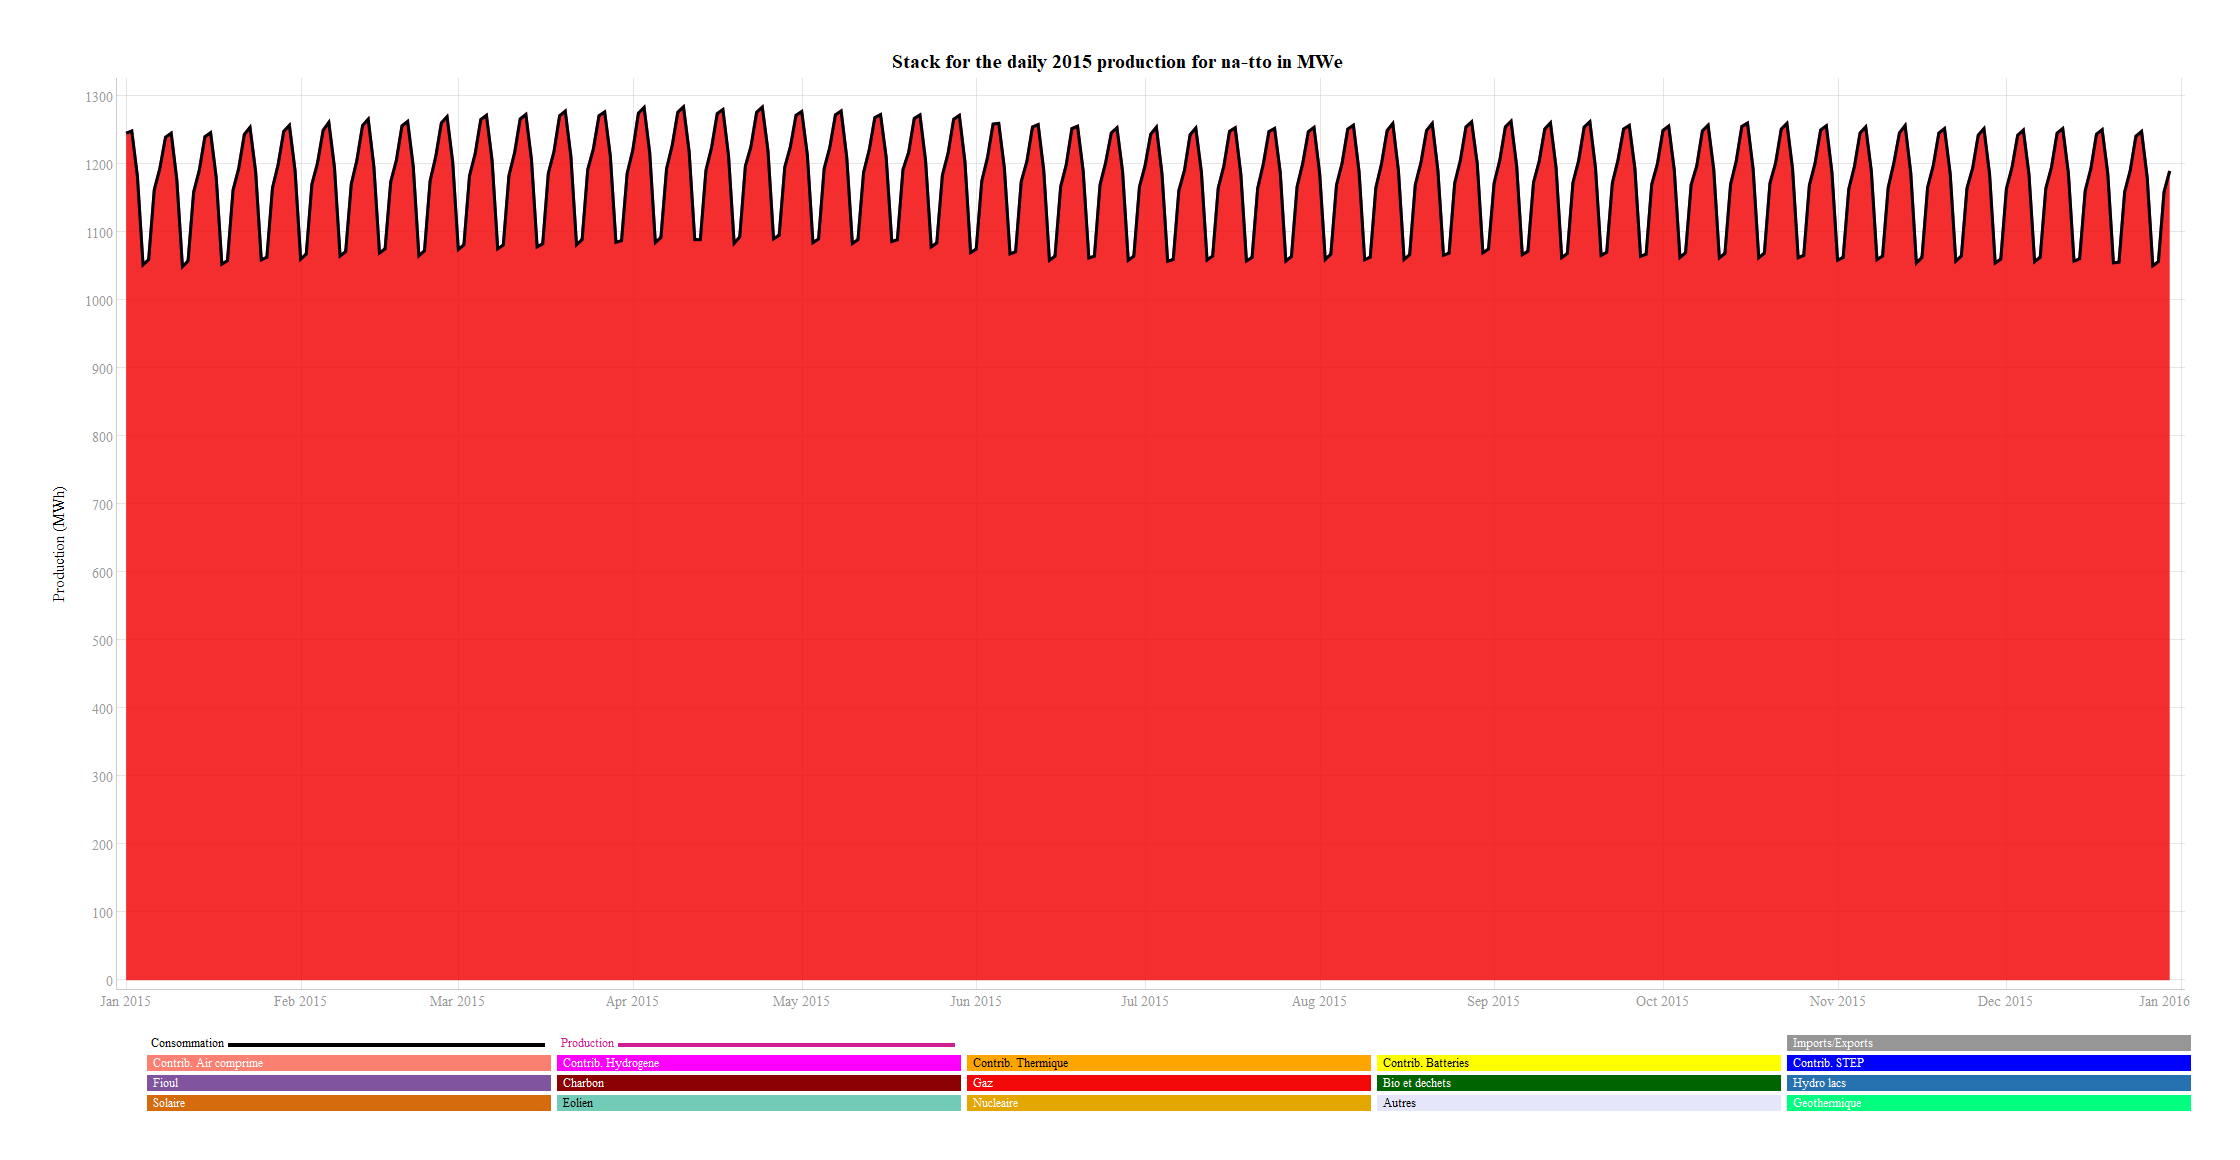 Stack for the daily 2015 production for na-tto in MWe
Production (MWh)
1300
1200
1100
1000
900
800
700
600
500
400
300
200
100
0
Jan 2015 Feb 2015 Mar 2015 Apr 2015 May 2015 Jun 2015 Jul 2015 Aug 2015 Sep 2015 Oct 2015 Nov 2015 Dec 2015 Jan 2016
Consommation Production Imports/Exports
Contrib. Air comprime Contrib. Hydrogene Contrib. Thermique Contrib. Batteries Contrib. STEP
Fioul Charbon Gaz Bio et dechets Hydro lacs
Solaire Eolien Nucleaire Autres Geothermique